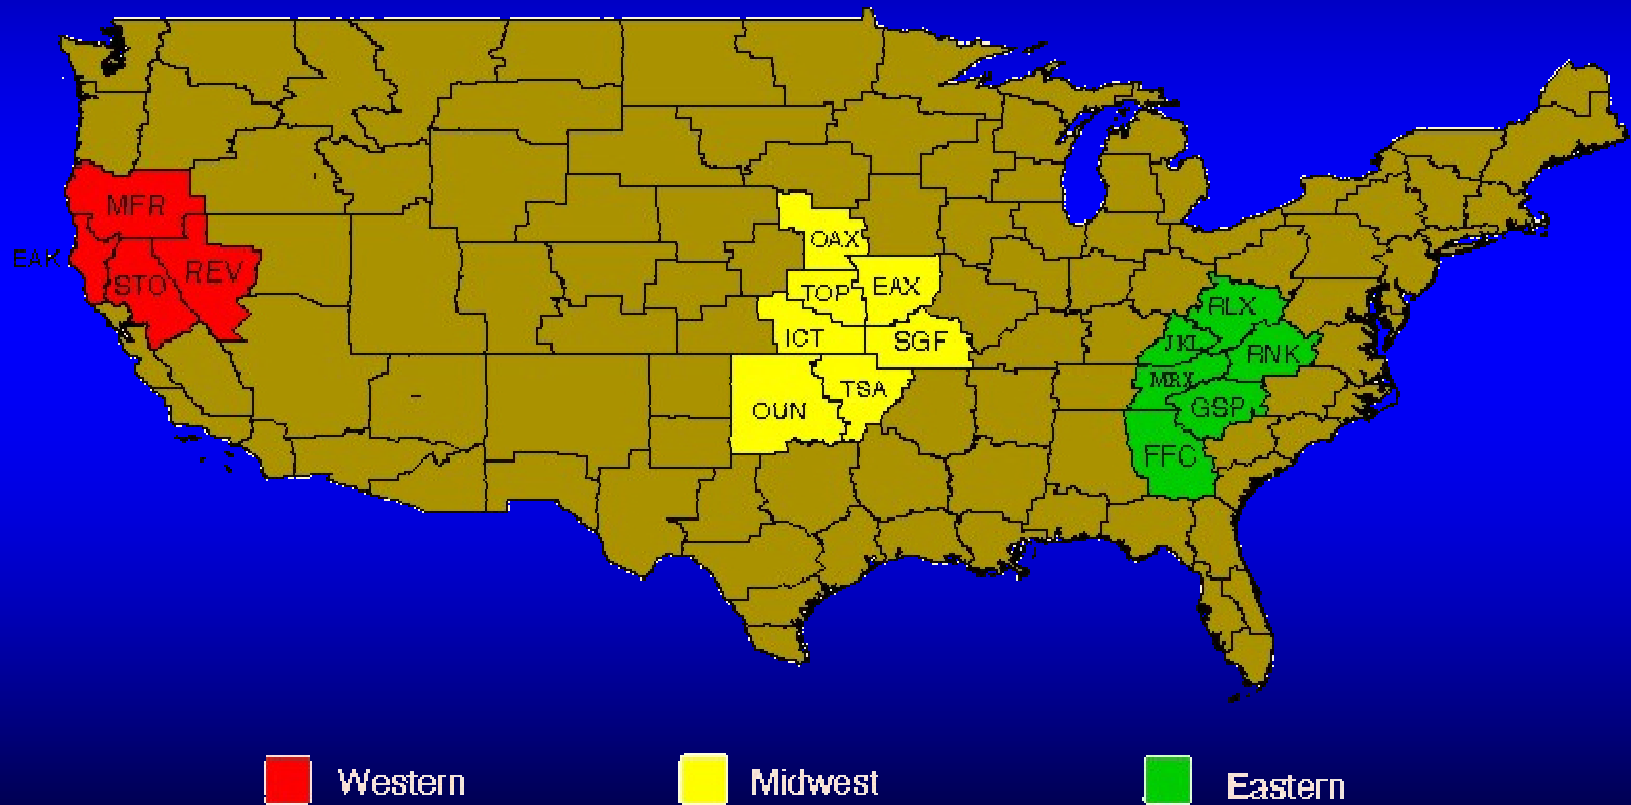 MFR
EAK
STO
REV
OAX
TOP
EAX
ICT
SGF
OUN
TSA
RLX
JKL
RNK
MRX
GSP
FFC
Western
Midwest
Eastern